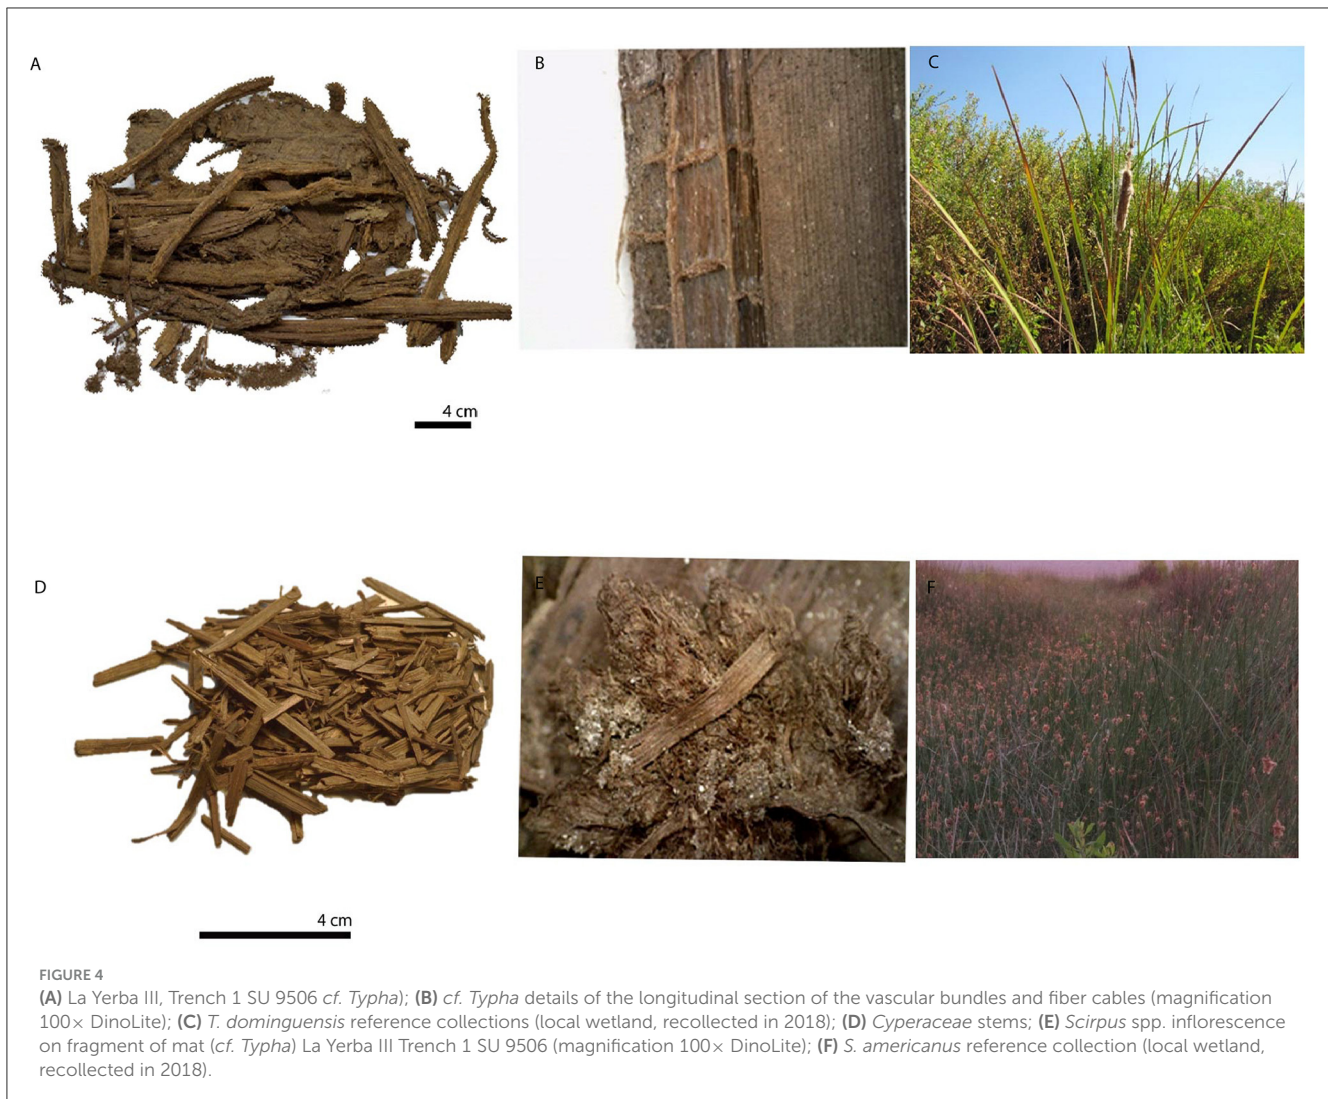 A
B
C
4 cm
D
E
F
4 cm
FIGURE 4
(A) La Yerba III, Trench 1 SU 9506 cf. Typha); (B) cf. Typha details of the longitudinal section of the vascular bundles and fiber cables (magnification
100× DinoLite); (C) T. dominguensis reference collections (local wetland, recollected in 2018); (D) Cyperaceae stems; (E) Scirpus spp. inflorescence
on fragment of mat (cf. Typha) La Yerba III Trench 1 SU 9506 (magnification 100× DinoLite); (F) S. americanus reference collection (local wetland,
recollected in 2018).